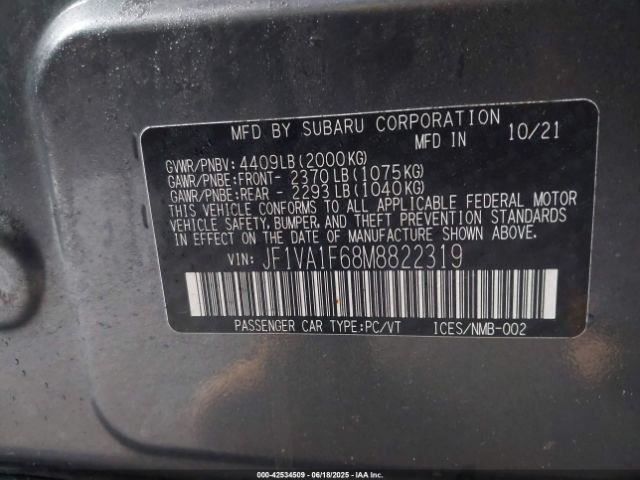 MFD BY SUBARU CORPORATION
MFD IN 10/21
GVWR/PNBV: 4409LB(2000KG)
GAWR/PNBE:FRONT- 2370LB(1075KG)
GAWR/PNBE:REAR - 2293LB(1040KG)
THIS VEHICLE CONFORMS TO ALL APPLICABLE FEDERAL MOTOR
VEHICLE SAFETY, BUMPER, AND THEFT PREVENTION STANDARDS
IN EFFECT ON THE DATE OF MANUFACTURE SHOWN ABOVE.
VIN: JF1VA1F68M8822319
PASSENGER CAR TYPE:PC/VT ICES/NMB-002
000-42534509 - 06/18/2025 - IAA Inc.